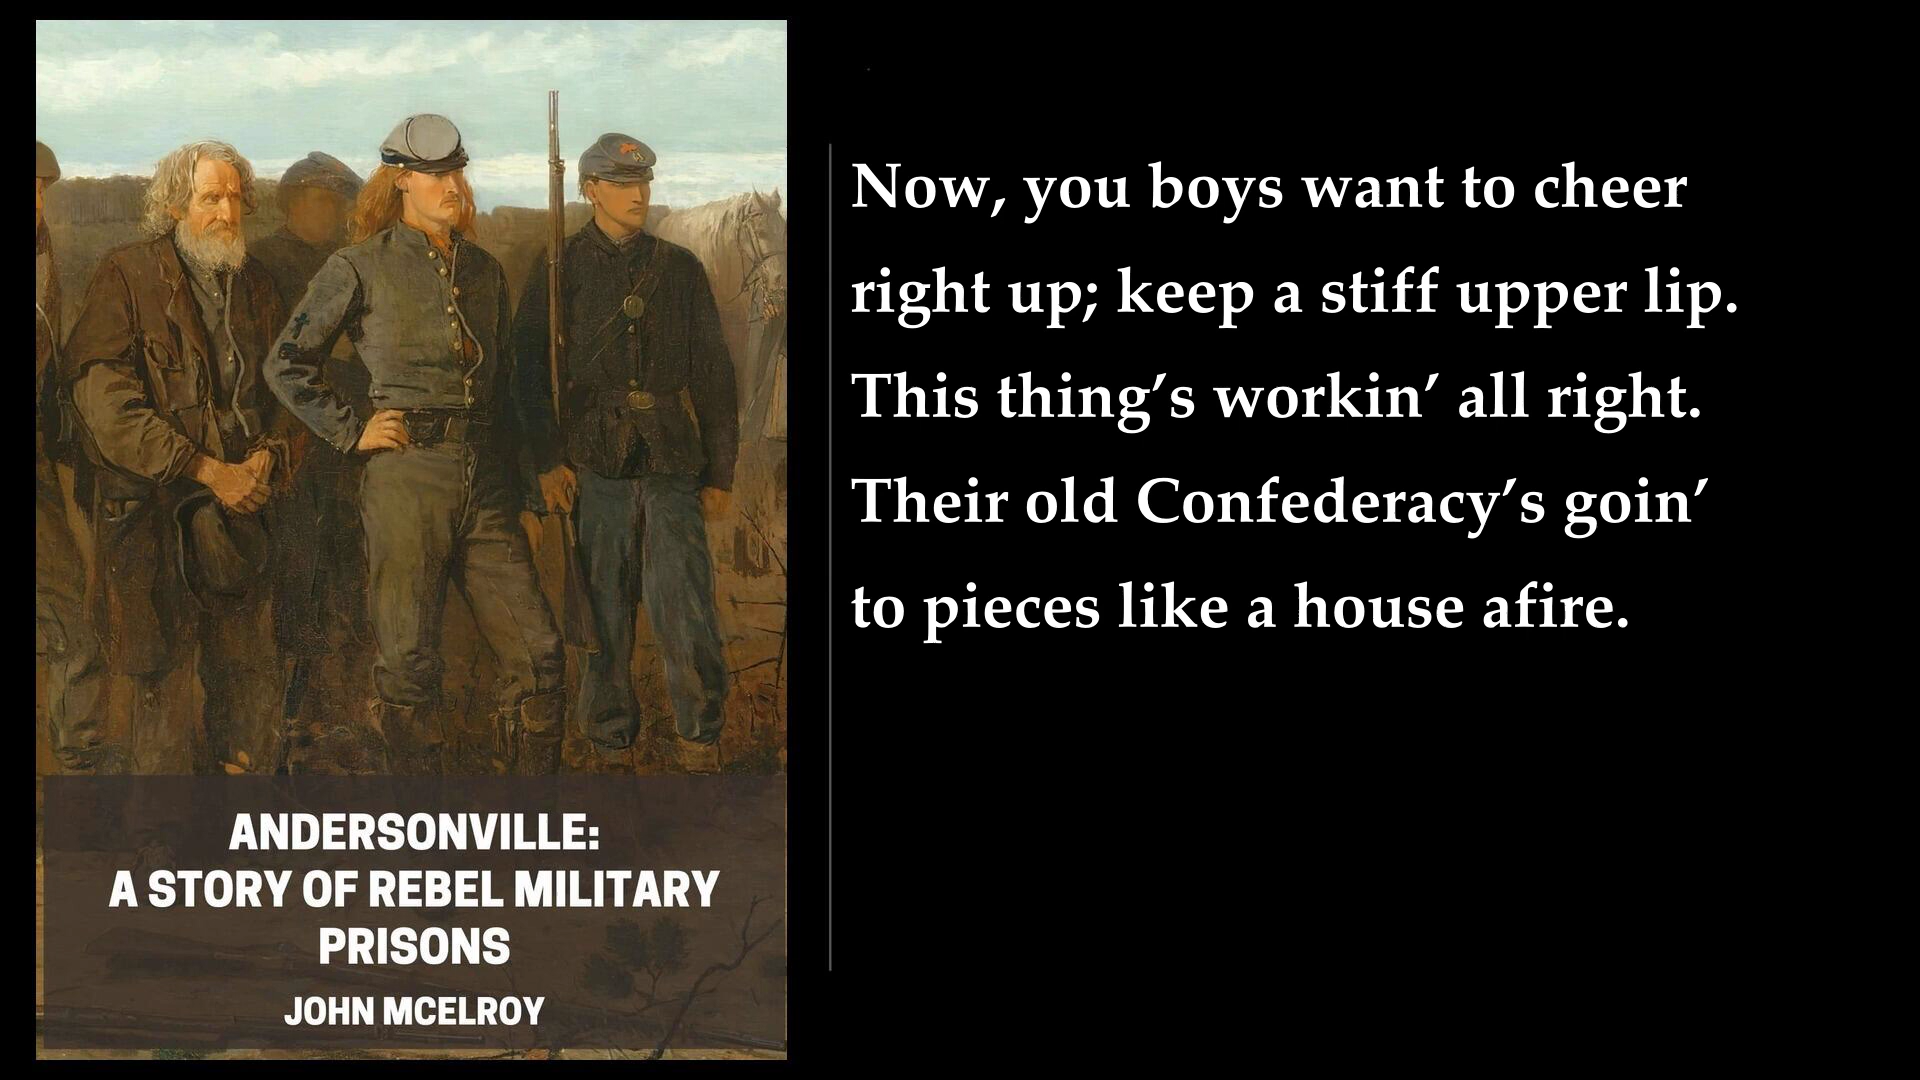 Now, you boys want to cheer
right up; keep a stiff upper lip.
This thing’s workin’ all right.
Their old Confederacy’s goin’
to pieces like a house afire.
ANDERSONVILLE:
A STORY OF REBEL MILITARY
PRISONS
JOHN MCELROY